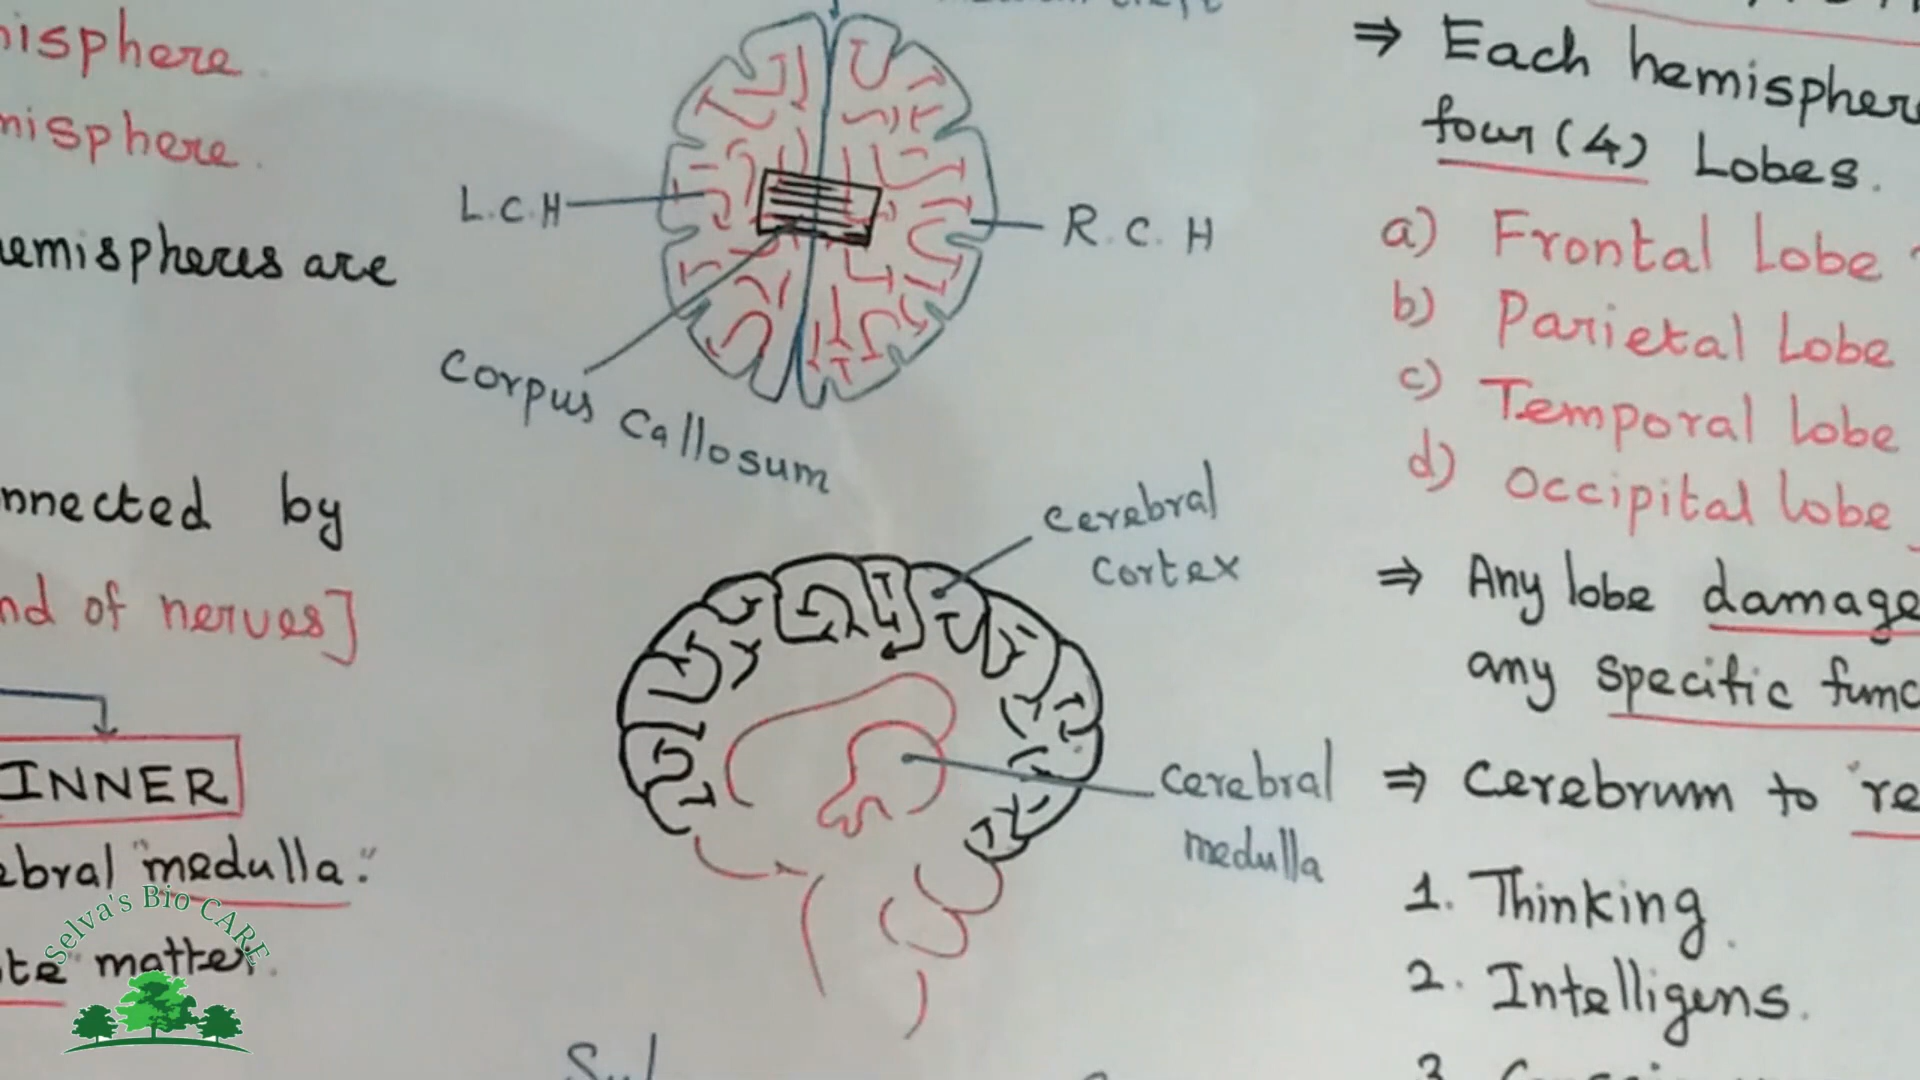 isphere.
misphere.
emispheres are
nnected by
nd of nerves]
INNER
ebral "medulla."
te" matter.
Selva's Bio CARE
L.C.H
R.C.H
Corpus Callosum
Cerebral
Cortex
Cerebral
medulla
⇒ Each hemisphere
four (4) Lobes.
a) Frontal Lobe
b) Parietal Lobe
c) Temporal lobe
d) Occipital lobe
⇒ Any lobe damage
any specific func
⇒ Cerebrum to "re
1. Thinking.
2. Intelligens.
3.